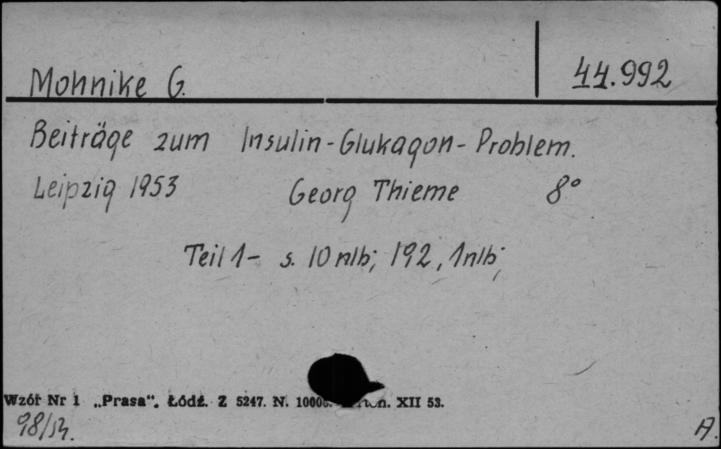 Mohnike G. 44.992
Beiträge zum Insulin-Glukagon-Problem.
Leipzig 1953 Georg Thieme 8°
Teil 1- s. 10 nlb; 192, 1nlb;
Wzór Nr 1 „Prasa“. Łódź. Z 5247. N. 10000. XII 53.
98/54.
A.